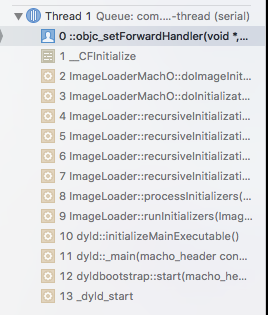 Thread 1 Queue: com....-thread (serial)
0 ::objc_setForwardHandler(void *,...
1 __CFInitialize
2 ImageLoaderMachO::doImageInit...
3 ImageLoaderMachO::doInitializat...
4 ImageLoader::recursiveInitializati...
5 ImageLoader::recursiveInitializati...
6 ImageLoader::recursiveInitializati...
7 ImageLoader::recursiveInitializati...
8 ImageLoader::processInitializers(...
9 ImageLoader::runInitializers(Imag...
10 dyld::initializeMainExecutable()
11 dyld::_main(macho_header con...
12 dyldbootstrap::start(macho_he...
13 _dyld_start